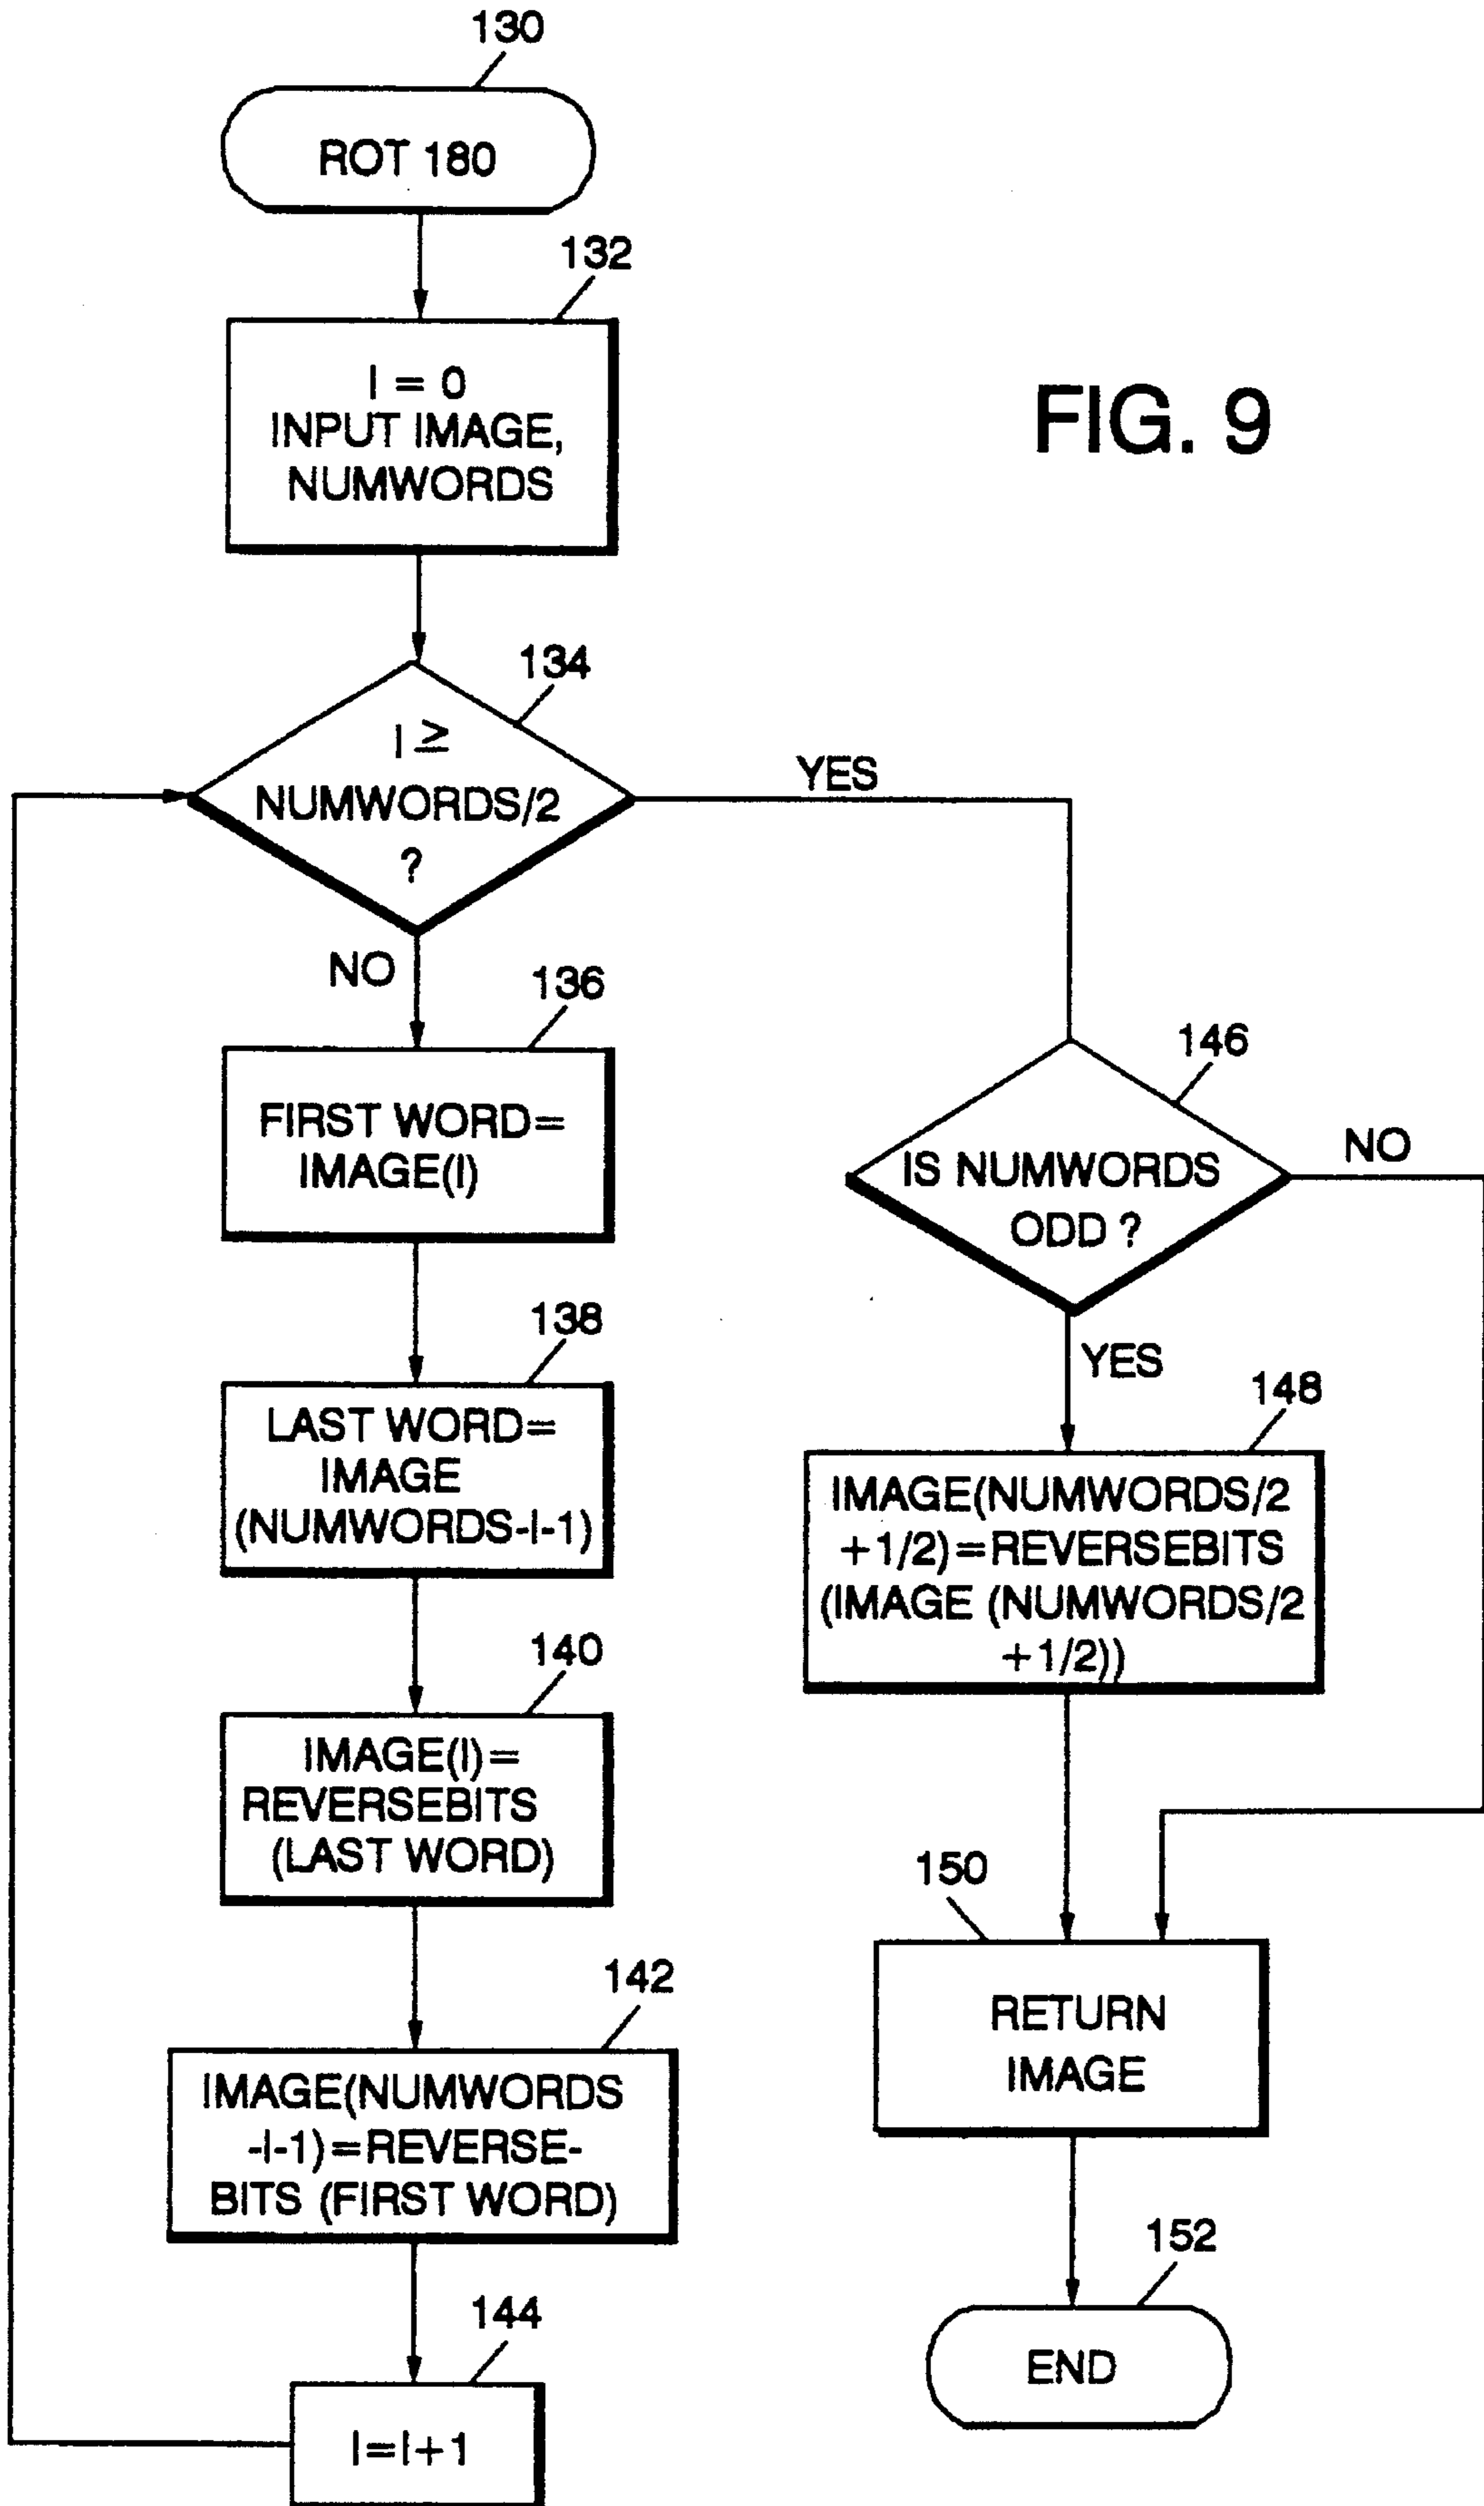 130
ROT 180
132
I = 0
INPUT IMAGE,
NUMWORDS
FIG. 9
134
I ≥
NUMWORDS/2
?
YES
NO
136
FIRST WORD=
IMAGE(I)
138
LAST WORD=
IMAGE
(NUMWORDS-I-1)
140
IMAGE(I)=
REVERSEBITS
(LAST WORD)
142
IMAGE(NUMWORDS
-I-1)=REVERSE-
BITS (FIRST WORD)
144
I=I+1
146
IS NUMWORDS
ODD ?
NO
YES
148
IMAGE(NUMWORDS/2
+1/2)=REVERSEBITS
(IMAGE (NUMWORDS/2
+1/2))
150
RETURN
IMAGE
152
END